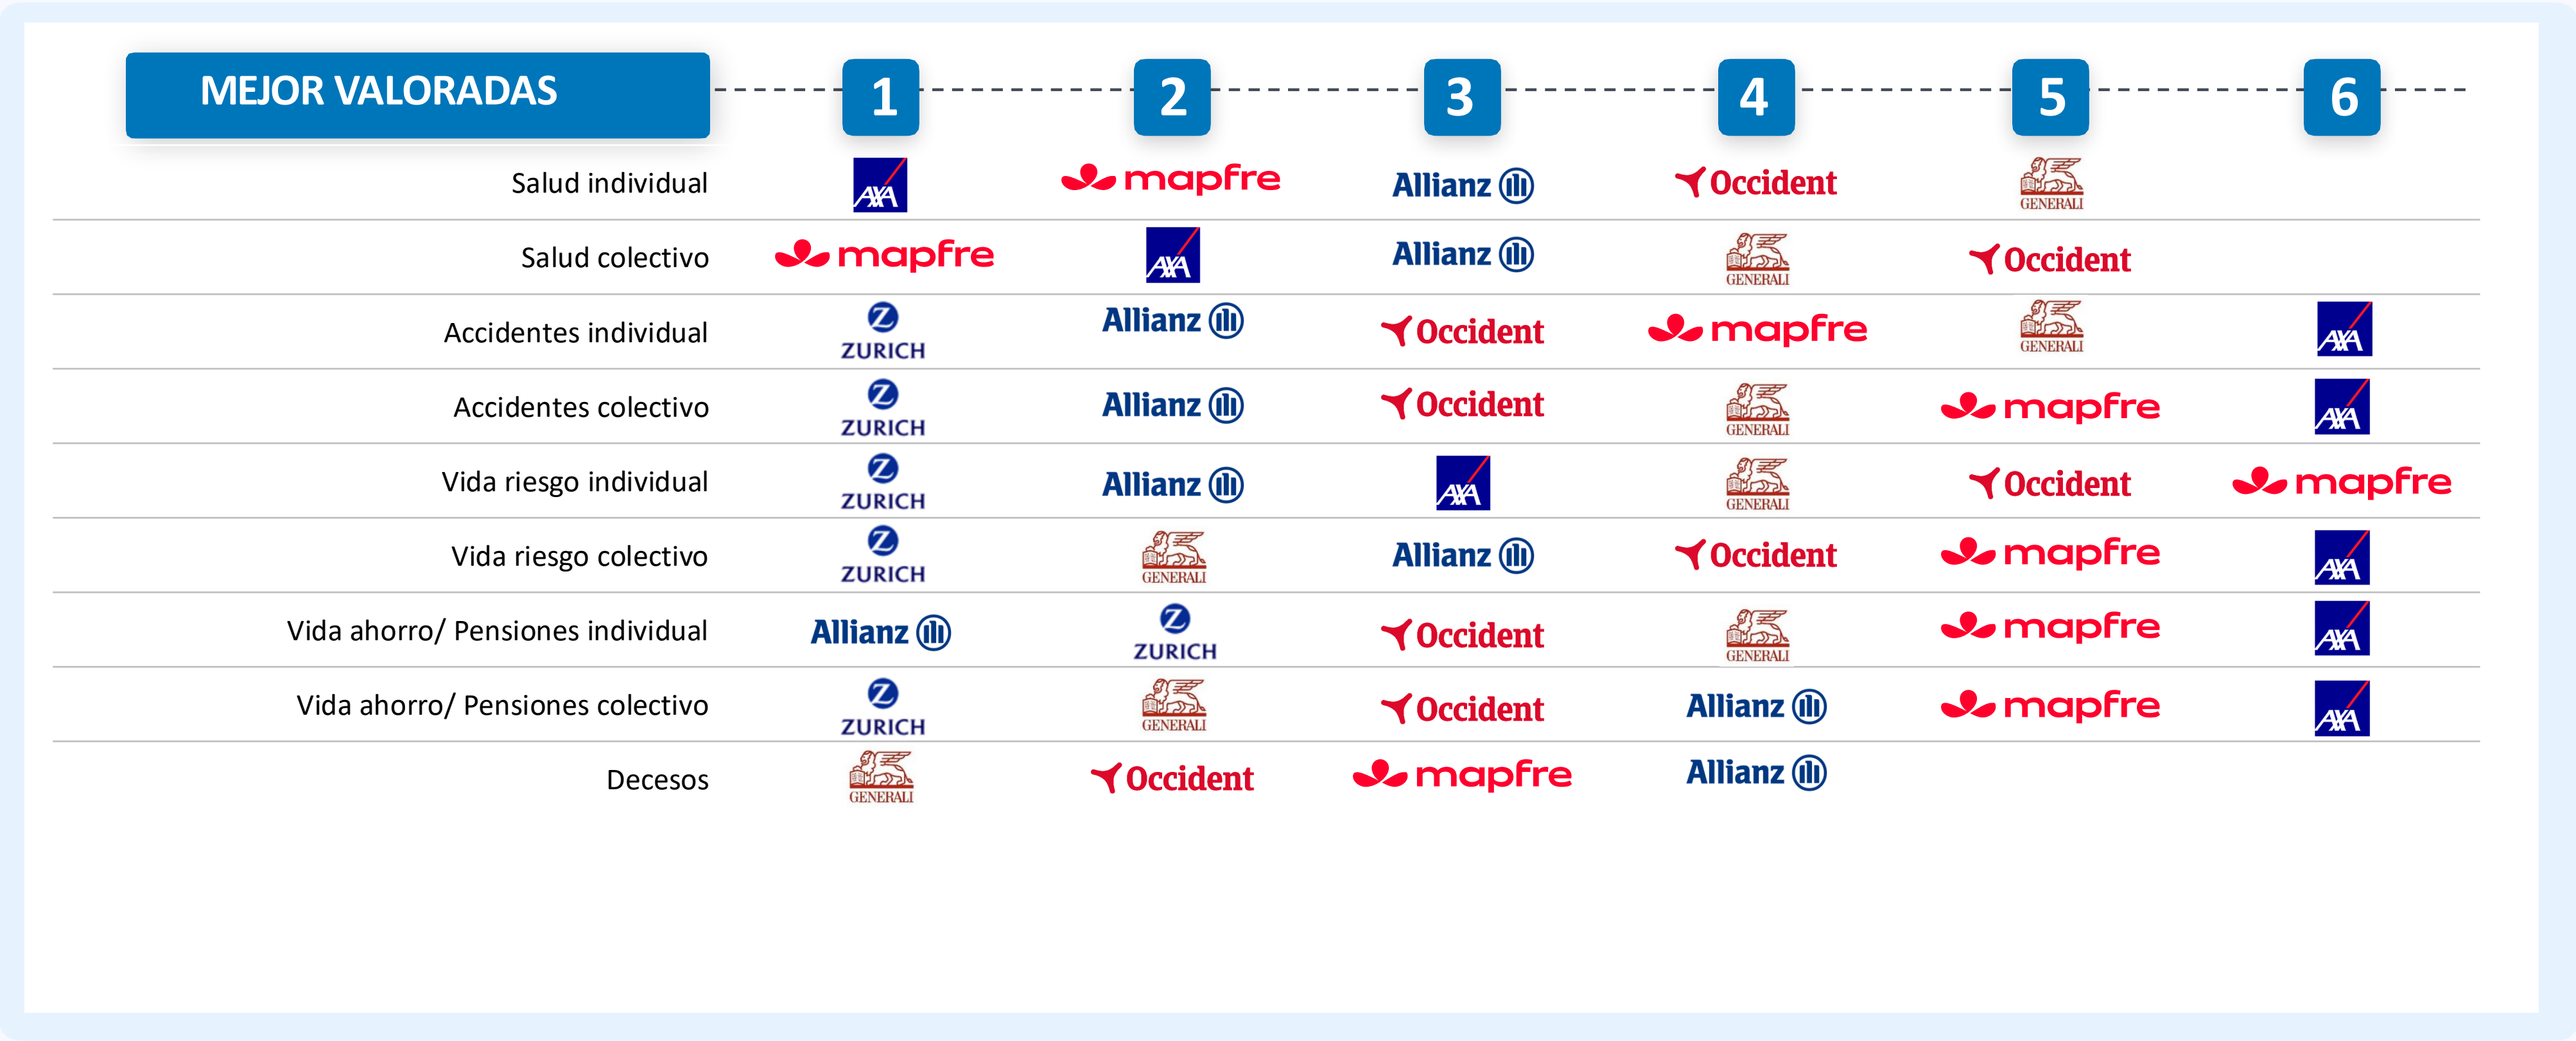 MEJOR VALORADAS 1 2 3 4 5 6
Salud individual AXA mapfre Allianz Occident GENERALI
Salud colectivo mapfre AXA Allianz GENERALI Occident
Accidentes individual Z ZURICH Allianz Occident mapfre GENERALI AXA
Accidentes colectivo Z ZURICH Allianz Occident GENERALI mapfre AXA
Vida riesgo individual Z ZURICH Allianz AXA GENERALI Occident mapfre
Vida riesgo colectivo Z ZURICH GENERALI Allianz Occident mapfre AXA
Vida ahorro/ Pensiones individual Allianz Z ZURICH Occident GENERALI mapfre AXA
Vida ahorro/ Pensiones colectivo Z ZURICH GENERALI Occident Allianz mapfre AXA
Decesos GENERALI Occident mapfre Allianz